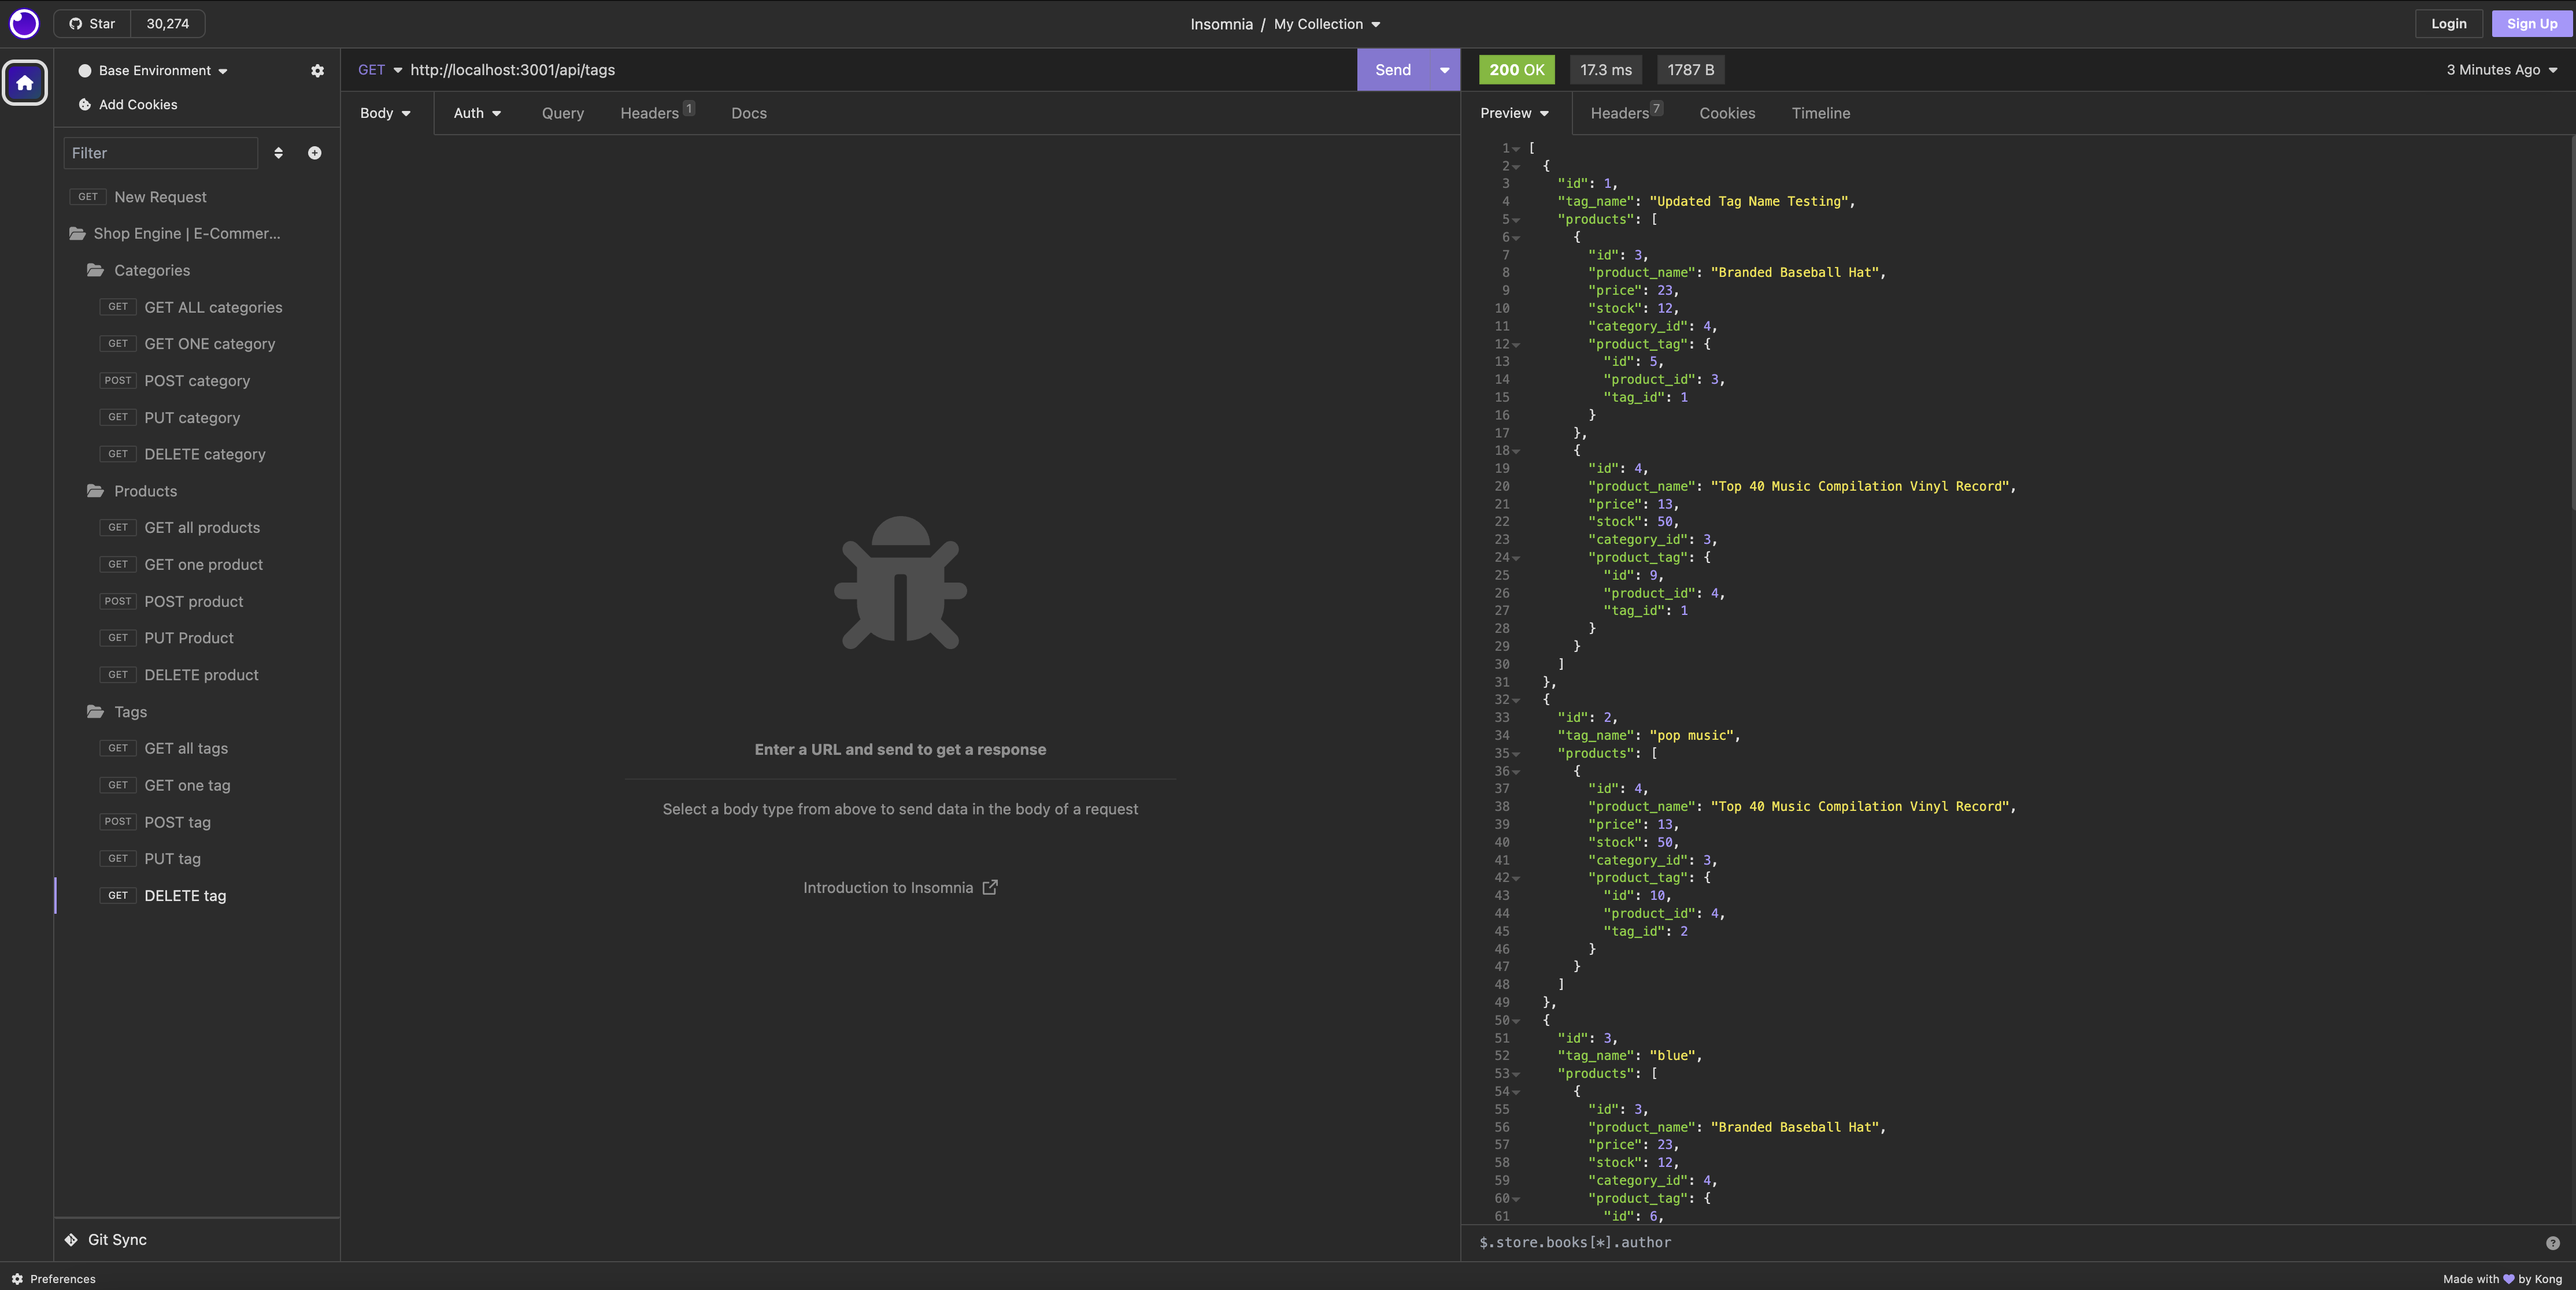 Star 30,274
Insomnia / My Collection
Login Sign Up
Base Environment
Add Cookies
Filter
GET New Request
Shop Engine | E-Commer...
Categories
GET GET ALL categories
GET GET ONE category
POST POST category
GET PUT category
GET DELETE category
Products
GET GET all products
GET GET one product
POST POST product
GET PUT Product
GET DELETE product
Tags
GET GET all tags
GET GET one tag
POST POST tag
GET PUT tag
GET DELETE tag
Git Sync
Preferences
GET http://localhost:3001/api/tags Send
Body Auth Query Headers 1 Docs
Enter a URL and send to get a response
Select a body type from above to send data in the body of a request
Introduction to Insomnia
200 OK 17.3 ms 1787 B 3 Minutes Ago
Preview Headers 7 Cookies Timeline
1 [
2 {
3 "id": 1,
4 "tag_name": "Updated Tag Name Testing",
5 "products": [
6 {
7 "id": 3,
8 "product_name": "Branded Baseball Hat",
9 "price": 23,
10 "stock": 12,
11 "category_id": 4,
12 "product_tag": {
13 "id": 5,
14 "product_id": 3,
15 "tag_id": 1
16 }
17 },
18 {
19 "id": 4,
20 "product_name": "Top 40 Music Compilation Vinyl Record",
21 "price": 13,
22 "stock": 50,
23 "category_id": 3,
24 "product_tag": {
25 "id": 9,
26 "product_id": 4,
27 "tag_id": 1
28 }
29 }
30 ]
31 },
32 {
33 "id": 2,
34 "tag_name": "pop music",
35 "products": [
36 {
37 "id": 4,
38 "product_name": "Top 40 Music Compilation Vinyl Record",
39 "price": 13,
40 "stock": 50,
41 "category_id": 3,
42 "product_tag": {
43 "id": 10,
44 "product_id": 4,
45 "tag_id": 2
46 }
47 }
48 ]
49 },
50 {
51 "id": 3,
52 "tag_name": "blue",
53 "products": [
54 {
55 "id": 3,
56 "product_name": "Branded Baseball Hat",
57 "price": 23,
58 "stock": 12,
59 "category_id": 4,
60 "product_tag": {
61 "id": 6,
$.store.books[*].author
Made with 💜 by Kong